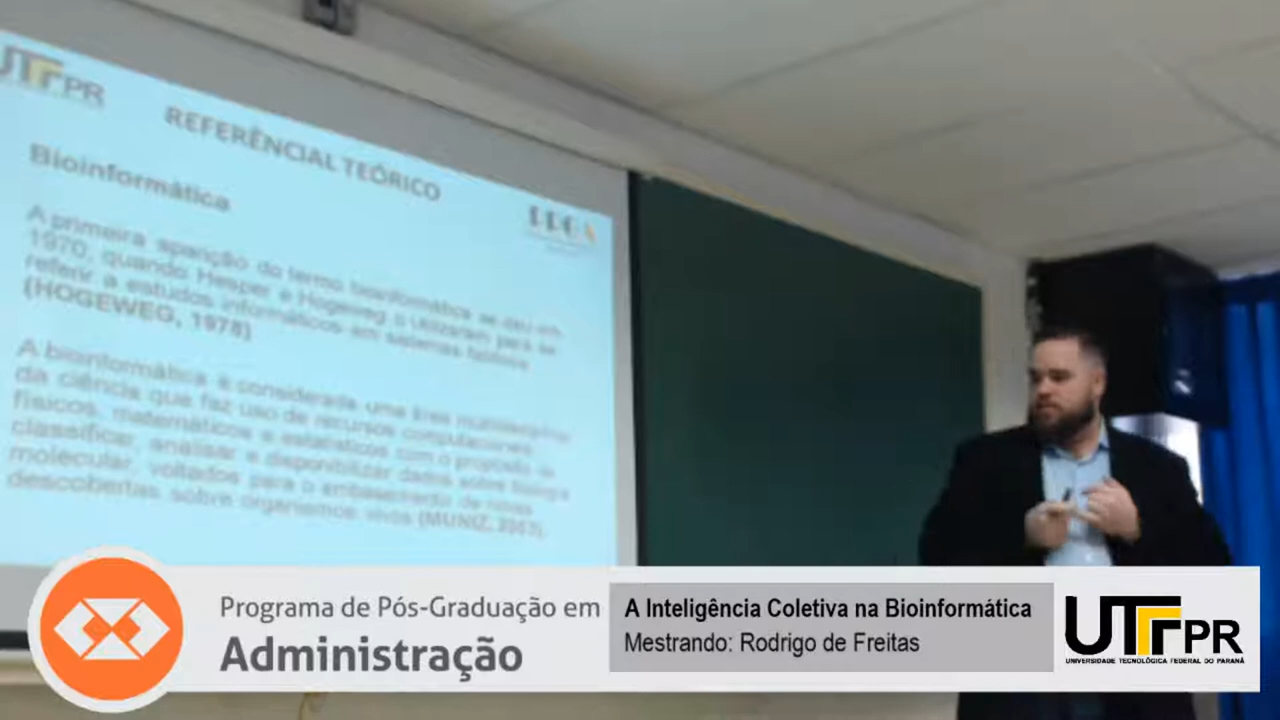 UTFPR
REFERÊNCIAL TEÓRICO
PPGA
Bioinformática
A primeira aparição do termo bioinformática se deu em
1970, quando Hesper e Hogeweg o utilizaram para se
referir a estudos informáticos em sistemas bióticos
(HOGEWEG, 1978)
A bioinformática é considerada uma área multidisciplinar
da ciência que faz uso de recursos computacionais,
físicos, matemáticos e estatísticos com o propósito de
classificar, analisar e disponibilizar dados sobre biologia
molecular, voltados para o embasamento de novas
descobertas sobre organismos vivos (MUNIZ, 2003).
Programa de Pós-Graduação em
Administração
A Inteligência Coletiva na Bioinformática
Mestrando: Rodrigo de Freitas
UTFPR
UNIVERSIDADE TECNOLÓGICA FEDERAL DO PARANÁ